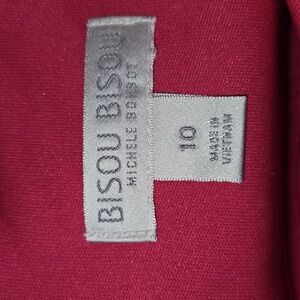 BISOU BISOU
MICHELE BOHBOT
10
MADE IN
VIETNAM